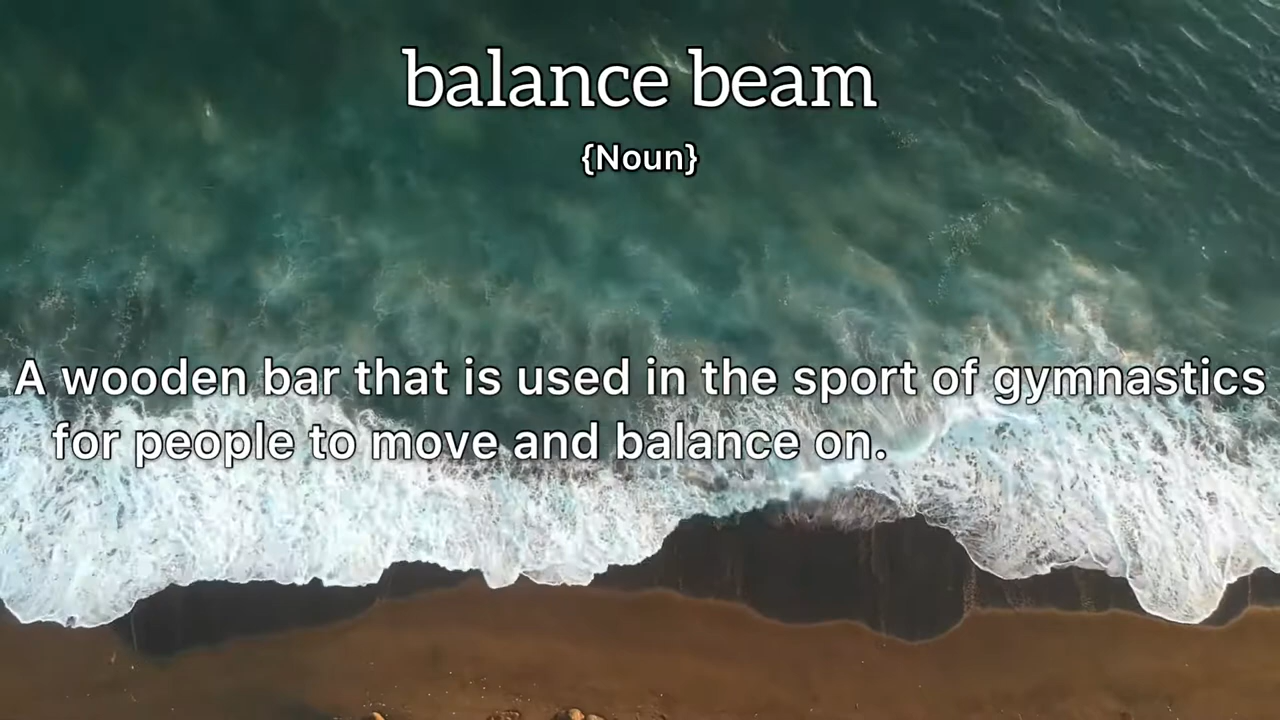 balance beam
{Noun}
A wooden bar that is used in the sport of gymnastics
for people to move and balance on.